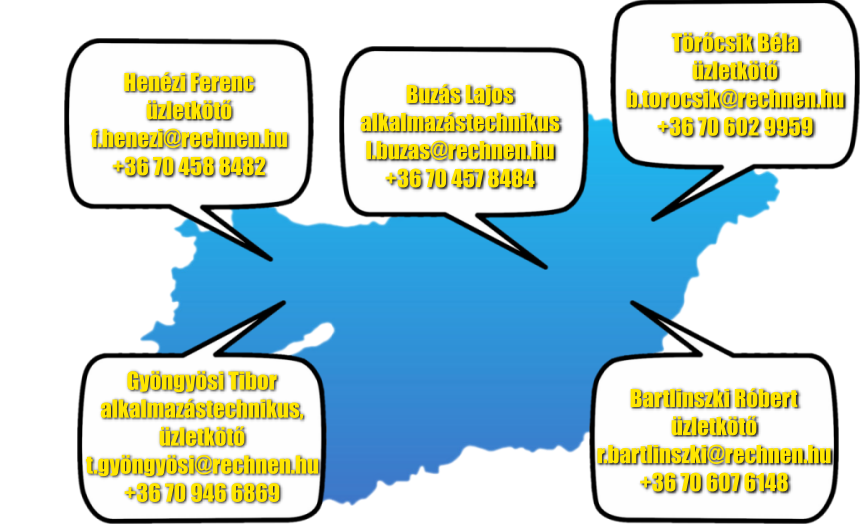 Henézi Ferenc
üzletkötő
f.henezi@rechnen.hu
+36 70 458 8482
Buzás Lajos
alkalmazástechnikus
l.buzas@rechnen.hu
+36 70 457 8484
Törőcsik Béla
üzletkötő
b.torocsik@rechnen.hu
+36 70 602 9959
Gyöngyösi Tibor
alkalmazástechnikus,
üzletkötő
t.gyöngyösi@rechnen.hu
+36 70 946 6869
Bartlinszki Róbert
üzletkötő
r.bartlinszki@rechnen.hu
+36 70 607 6148